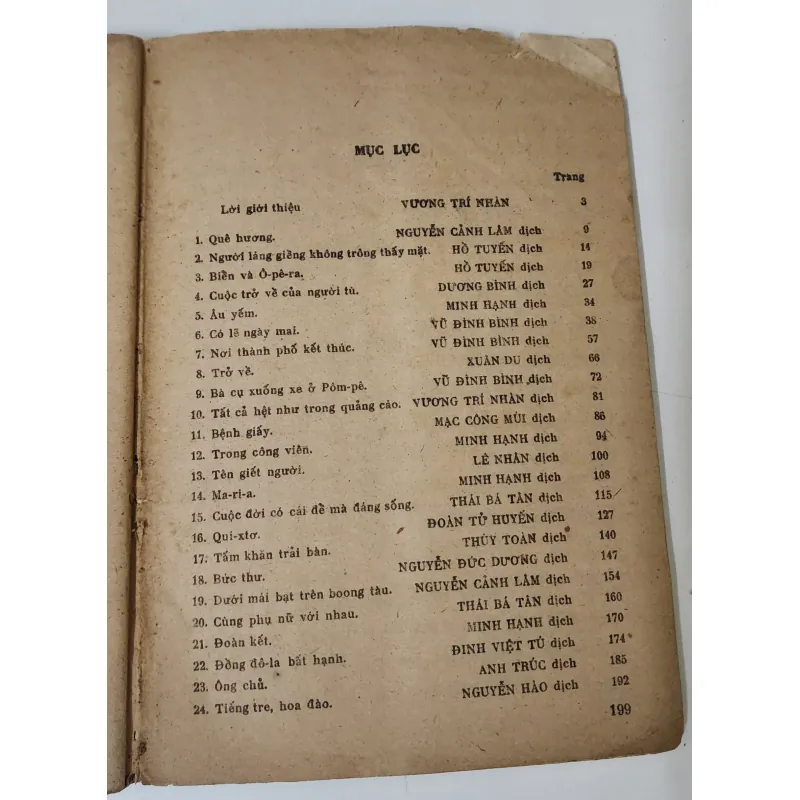 MỤC LỤC
Trang
Lời giới thiệu VƯƠNG TRÍ NHÀN 3
1. Quê hương. NGUYỄN CẢNH LÂM dịch 9
2. Người láng giềng không trông thấy mặt. HỒ TUYẾN dịch 14
3. Biển và Ô-pê-ra. HỒ TUYẾN dịch 19
4. Cuộc trở về của người tù. DƯƠNG BÌNH dịch 27
5. Âu yếm. MINH HẠNH dịch 34
6. Có lẽ ngày mai. VŨ ĐÌNH BÌNH dịch 38
7. Nơi thành phố kết thúc. VŨ ĐÌNH BÌNH dịch 57
8. Trở về. XUÂN DU dịch 66
9. Bà cụ xuống xe ở Pôm-pê. VŨ ĐÌNH BÌNH dịch 72
10. Tất cả hệt như trong quảng cáo. VƯƠNG TRÍ NHÀN dịch 81
11. Bệnh giấy. MẠC CÔNG MÙI dịch 86
12. Trong công viên. MINH HẠNH dịch 94
13. Tên giết người. LÊ NHÂN dịch 100
14. Ma-ri-a. MINH HẠNH dịch 108
15. Cuộc đời có cái để mà đáng sống. THÁI BÁ TÂN dịch 115
16. Qui-xtơ. ĐOÀN TỬ HUYẾN dịch 127
17. Tấm khăn trải bàn. THÚY TOÀN dịch 140
18. Bức thư. NGUYỄN ĐỨC DƯƠNG dịch 147
19. Dưới mái bạt trên boong tàu. NGUYỄN CẢNH LÂM dịch 154
20. Cùng phụ nữ với nhau. THÁI BÁ TÂN dịch 160
21. Đoàn kết. MINH HẠNH dịch 170
22. Đồng đô-la bất hạnh. ĐINH VIỆT TÚ dịch 174
23. Ông chủ. ANH TRÚC dịch 185
24. Tiếng tre, hoa đào. NGUYỄN HÀO dịch 192
199